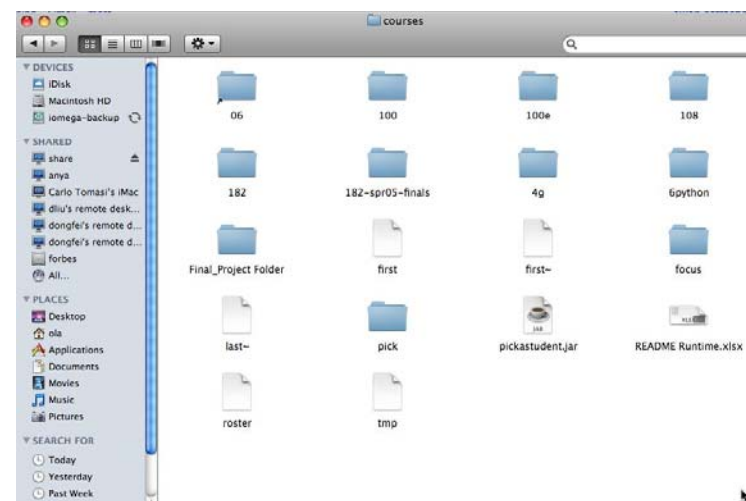 courses
DEVICES
iDisk
Macintosh HD
iomega-backup
SHARED
share
anya
Carlo Tomasi's iMac
dliu's remote desk...
dongfei's remote d...
dongfei's remote d...
forbes
All...
PLACES
Desktop
ola
Applications
Documents
Movies
Music
Pictures
SEARCH FOR
Today
Yesterday
Past Week
06 100 100e 108
182 182-spr05-finals 4g 6python
Final_Project Folder first first~ focus
JAR
last~ pick pickastudent.jar README Runtime.xlsx
roster tmp